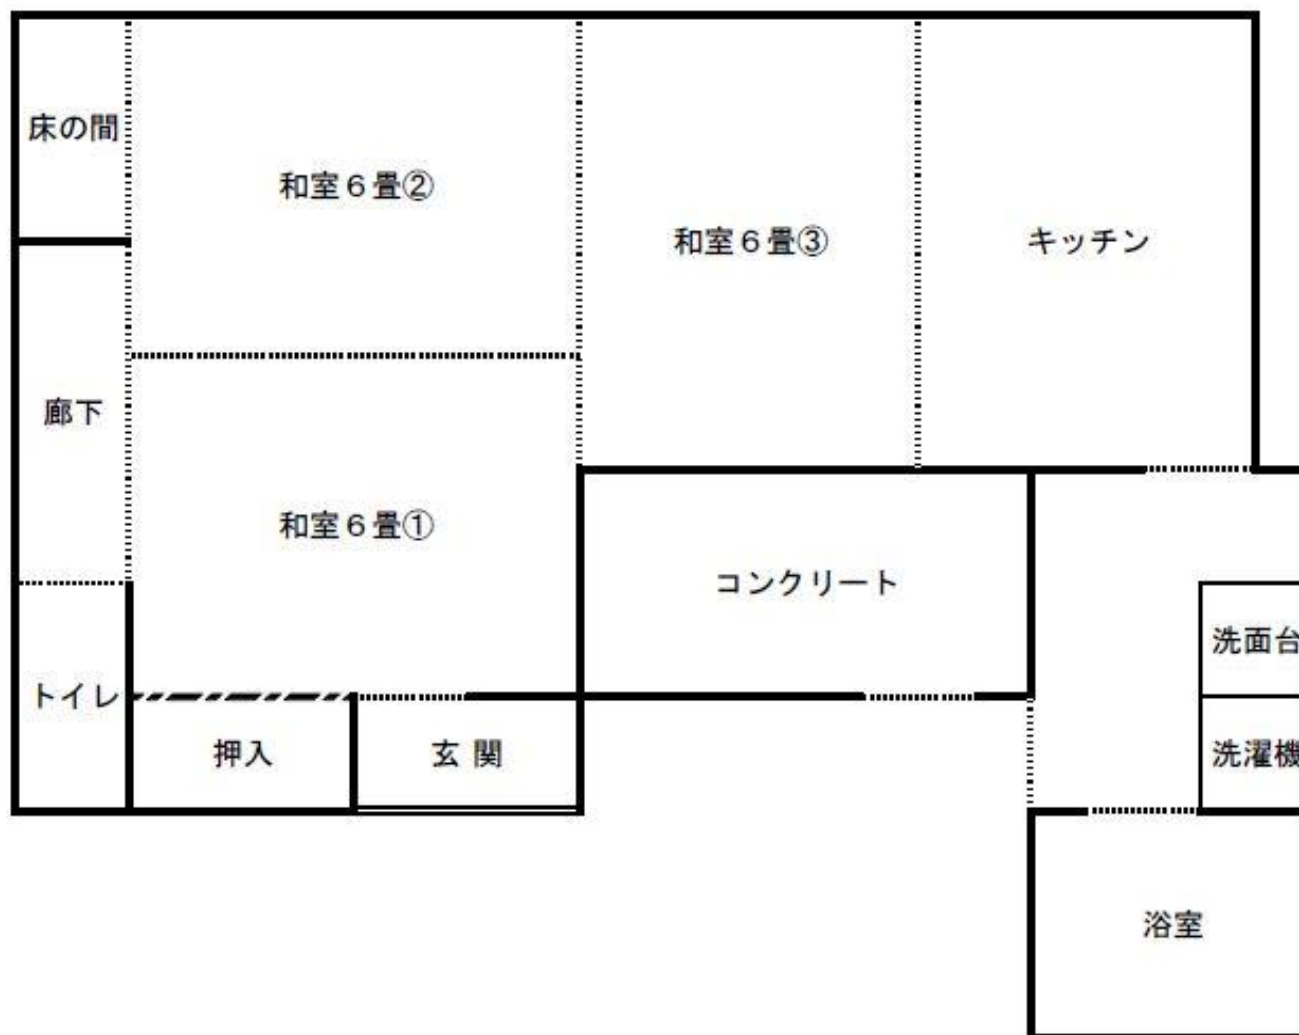 床の間
和室６畳②
和室６畳③
キッチン
廊下
和室６畳①
コンクリート
洗面台
トイレ
押入
玄 関
洗濯機
浴室